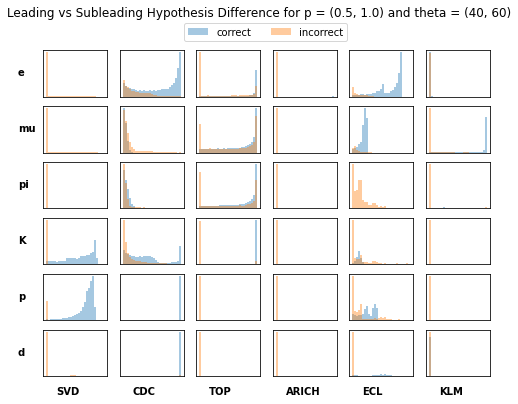 Leading vs Subleading Hypothesis Difference for p = (0.5, 1.0) and theta = (40, 60)
correct incorrect
e
mu
pi
K
p
d
SVD CDC TOP ARICH ECL KLM